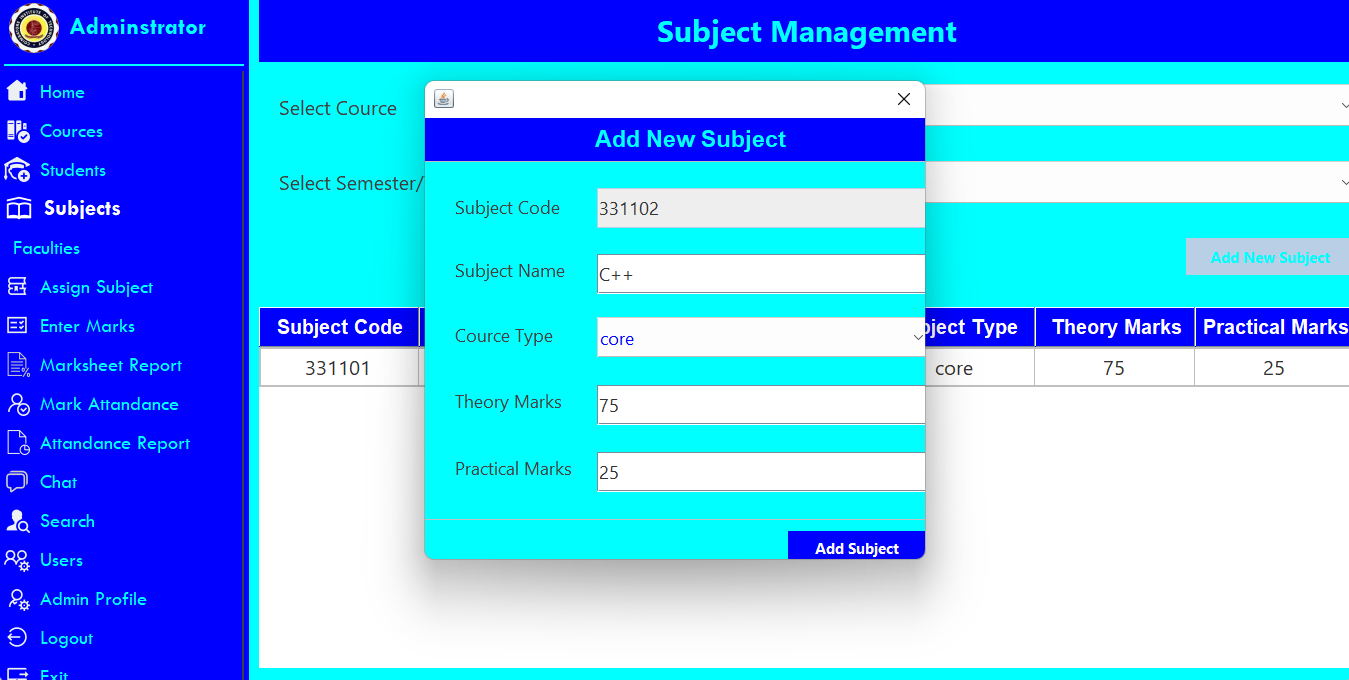 Adminstrator
Home
Cources
Students
Subjects
Faculties
Assign Subject
Enter Marks
Marksheet Report
Mark Attandance
Attandance Report
Chat
Search
Users
Admin Profile
Logout
Exit
Subject Management
Select Cource
Select Semester/
Add New Subject
Subject Code
bject Type
Theory Marks
Practical Marks
331101
core
75
25
Add New Subject
Subject Code
331102
Subject Name
C++
Cource Type
core
Theory Marks
75
Practical Marks
25
Add Subject